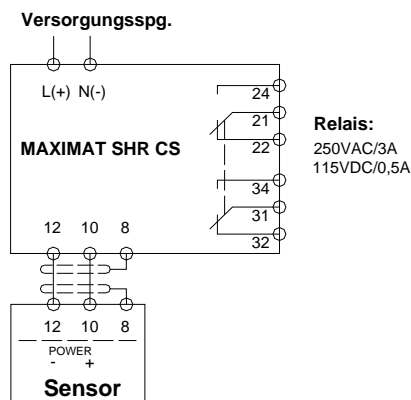 Versorgungsspg.
L(+) N(-)
24
21
MAXIMAT SHR CS
22
34
31
32
Relais:
250VAC/3A
115VDC/0,5A
12 10 8
12 10 8
POWER
- +
Sensor